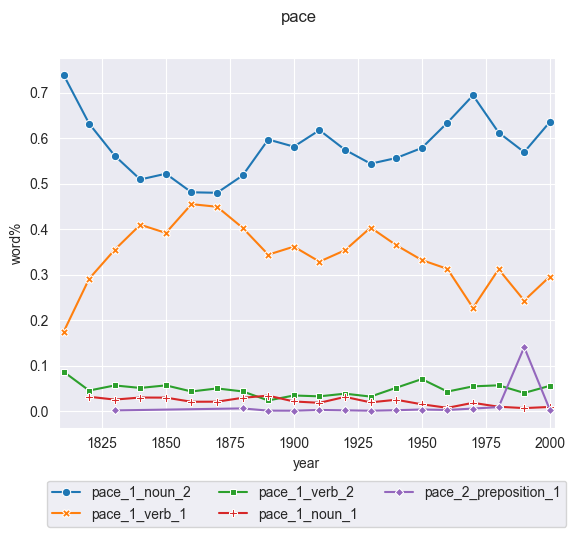 pace
0.7
0.6
0.5
0.4
0.3
0.2
0.1
0.0
word%
1825 1850 1875 1900 1925 1950 1975 2000
year
pace_1_noun_2 pace_1_verb_2 pace_2_preposition_1
pace_1_verb_1 pace_1_noun_1